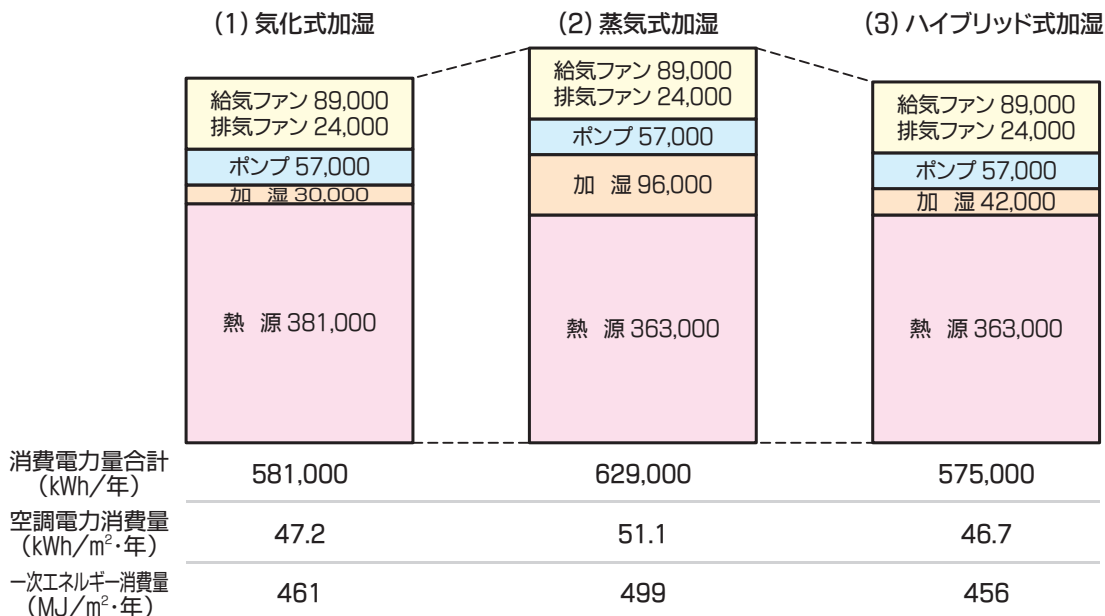 (1) 気化式加湿
(2) 蒸気式加湿
(3) ハイブリッド式加湿
給気ファン 89,000
排気ファン 24,000
ポンプ 57,000
加 湿 30,000
熱 源 381,000
給気ファン 89,000
排気ファン 24,000
ポンプ 57,000
加 湿 96,000
熱 源 363,000
給気ファン 89,000
排気ファン 24,000
ポンプ 57,000
加 湿 42,000
熱 源 363,000
消費電力量合計
(kWh/年)
581,000
629,000
575,000
空調電力消費量
(kWh/m²・年)
47.2
51.1
46.7
一次エネルギー消費量
(MJ/m²・年)
461
499
456